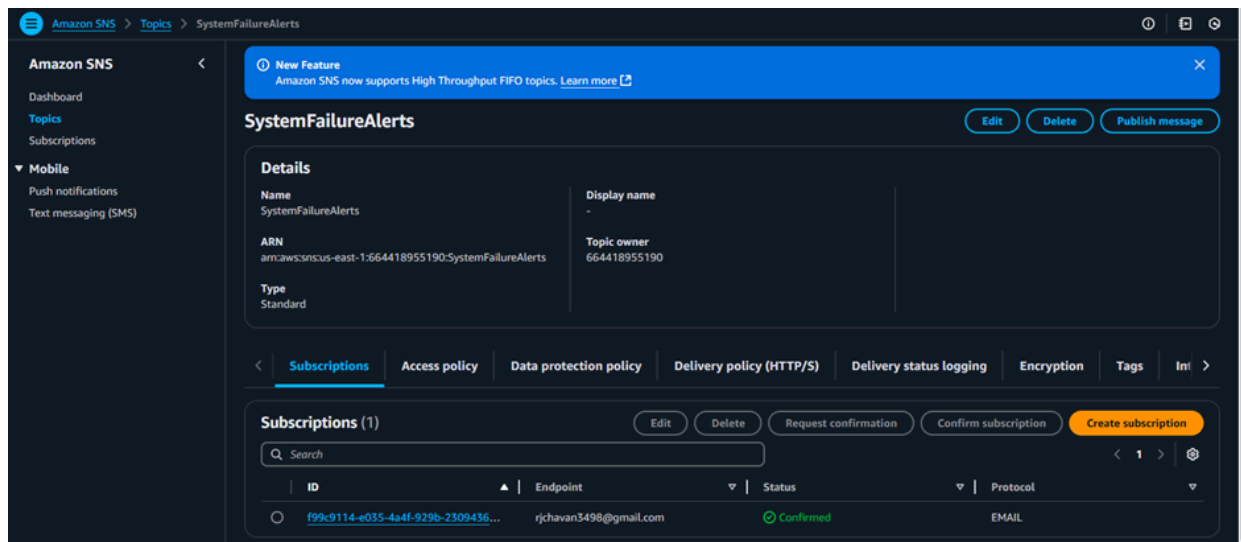 Amazon SNS > Topics > SystemFailureAlerts
Amazon SNS
Dashboard
Topics
Subscriptions
Mobile
Push notifications
Text messaging (SMS)
New Feature
Amazon SNS now supports High Throughput FIFO topics. Learn more
SystemFailureAlerts
Edit Delete Publish message
Details
Name
SystemFailureAlerts
Display name
-
ARN
arn:aws:sns:us-east-1:664418955190:SystemFailureAlerts
Topic owner
664418955190
Type
Standard
Subscriptions Access policy Data protection policy Delivery policy (HTTP/S) Delivery status logging Encryption Tags Int
Subscriptions (1)
Edit Delete Request confirmation Confirm subscription Create subscription
Search
1
ID Endpoint Status Protocol
f99c9114-e035-4a4f-929b-2309436... rjchavan3498@gmail.com Confirmed EMAIL